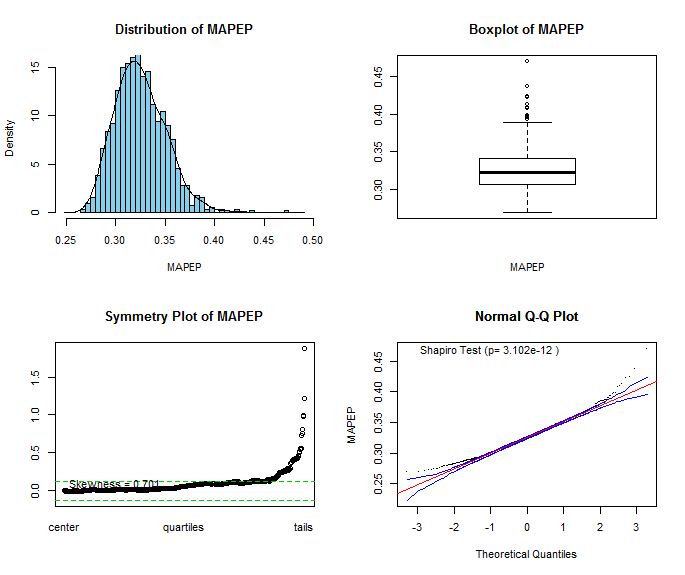 Distribution of MAPEP
Density
15
10
5
0
0.25 0.30 0.35 0.40 0.45 0.50
MAPEP
Boxplot of MAPEP
0.45
0.40
0.35
0.30
MAPEP
Symmetry Plot of MAPEP
1.5
1.0
0.5
0.0
Skewness = 0.701
center quartiles tails
Normal Q-Q Plot
Shapiro Test (p= 3.102e-12 )
MAPEP
0.45
0.40
0.35
0.30
0.25
-3 -2 -1 0 1 2 3
Theoretical Quantiles